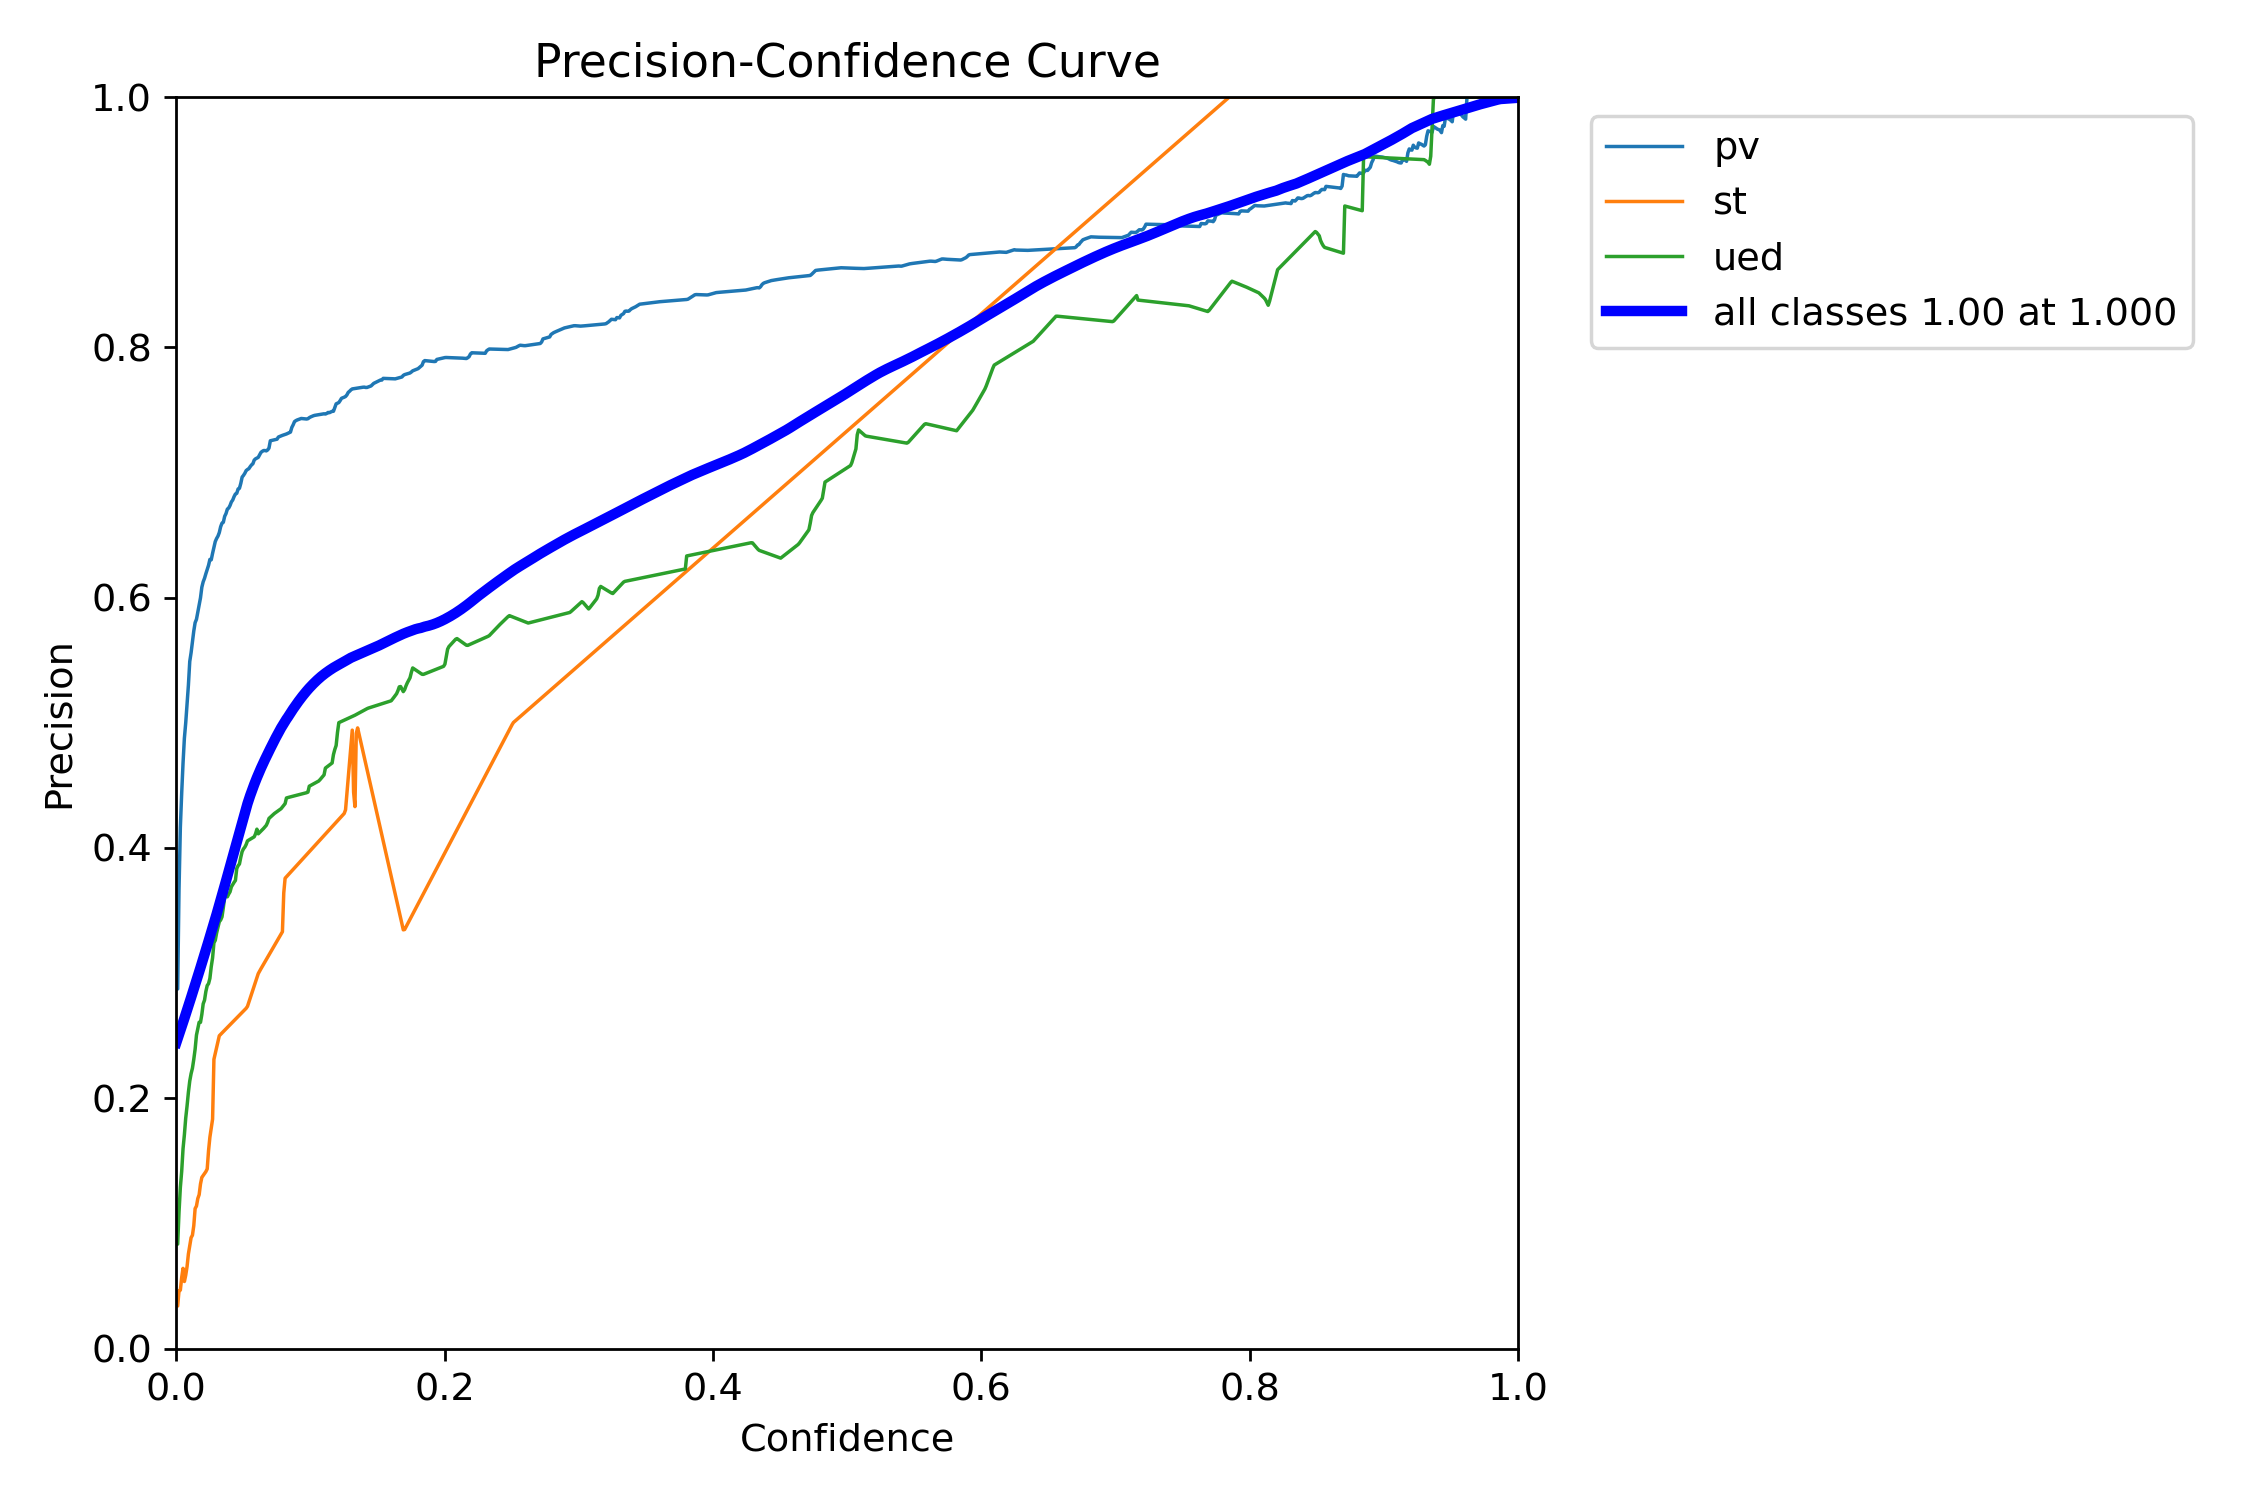 Precision-Confidence Curve
1.0
0.8
0.6
0.4
0.2
0.0
Precision
0.0 0.2 0.4 0.6 0.8 1.0
Confidence
pv
st
ued
all classes 1.00 at 1.000